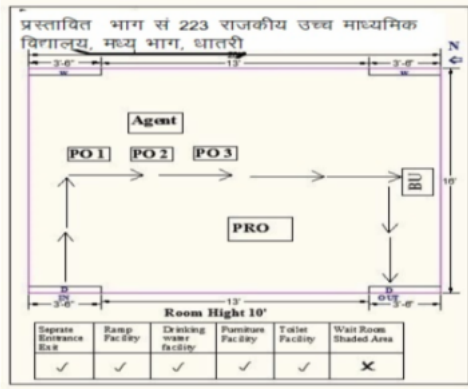 प्रस्तावित भाग सं 223 राजकीय उच्च माध्यमिक
विद्यालय, मध्य भाग, धातरी
N
3'-6" 13' 3'-6"
W W
Agent
PO 1 PO 2 PO 3
BU
16'
PRO
D D
IN OUT
3'-6" 13' 3'-6"
Room Hight 10'
Seprate Entrance Exit
Ramp Facility
Drinking water facility
Furniture Facility
Toilet Facility
Wait Room Shaded Area
✓ ✓ ✓ ✓ ✓ ✗